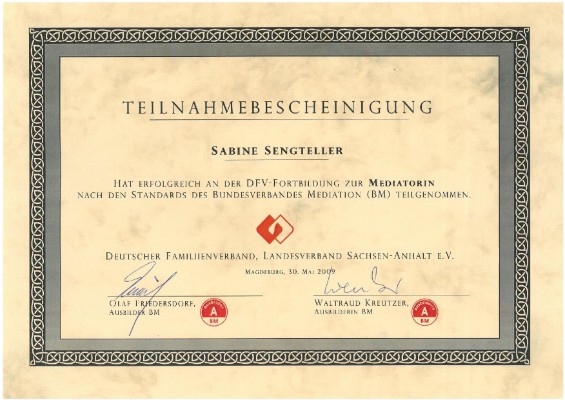 TEILNAHMEBESCHEINIGUNG
SABINE SENGTELLER
HAT ERFOLGREICH AN DER DFV-FORTBILDUNG ZUR MEDIATORIN
NACH DEN STANDARDS DES BUNDESVERBANDES MEDIATION (BM) TEILGENOMMEN.
DEUTSCHER FAMILIENVERBAND, LANDESVERBAND SACHSEN-ANHALT E.V.
MAGDEBURG, 30. MAI 2009
OLAF FRIEDERSDORF,
AUSBILDER BM
A
BM
WALTRAUD KREUTZER,
AUSBILDERIN BM
A
BM